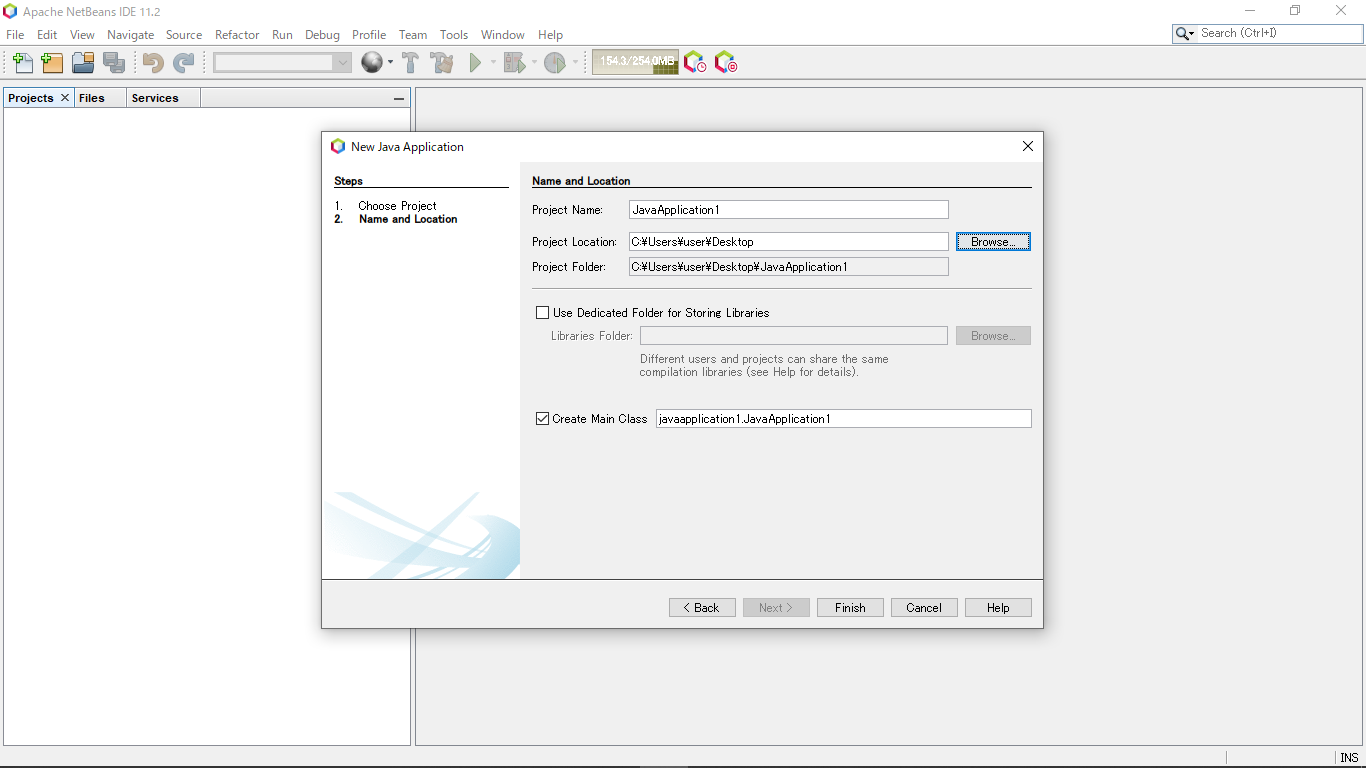 Apache NetBeans IDE 11.2
File Edit View Navigate Source Refactor Run Debug Profile Team Tools Window Help
Search (Ctrl+I)
154.3/254.0MB
Projects Files Services
New Java Application
Steps
1. Choose Project
2. Name and Location
Name and Location
Project Name: JavaApplication1
Project Location: C:¥Users¥user¥Desktop Browse...
Project Folder: C:¥Users¥user¥Desktop¥JavaApplication1
Use Dedicated Folder for Storing Libraries
Libraries Folder: Browse...
Different users and projects can share the same
compilation libraries (see Help for details).
Create Main Class javaapplication1.JavaApplication1
< Back Next > Finish Cancel Help
INS